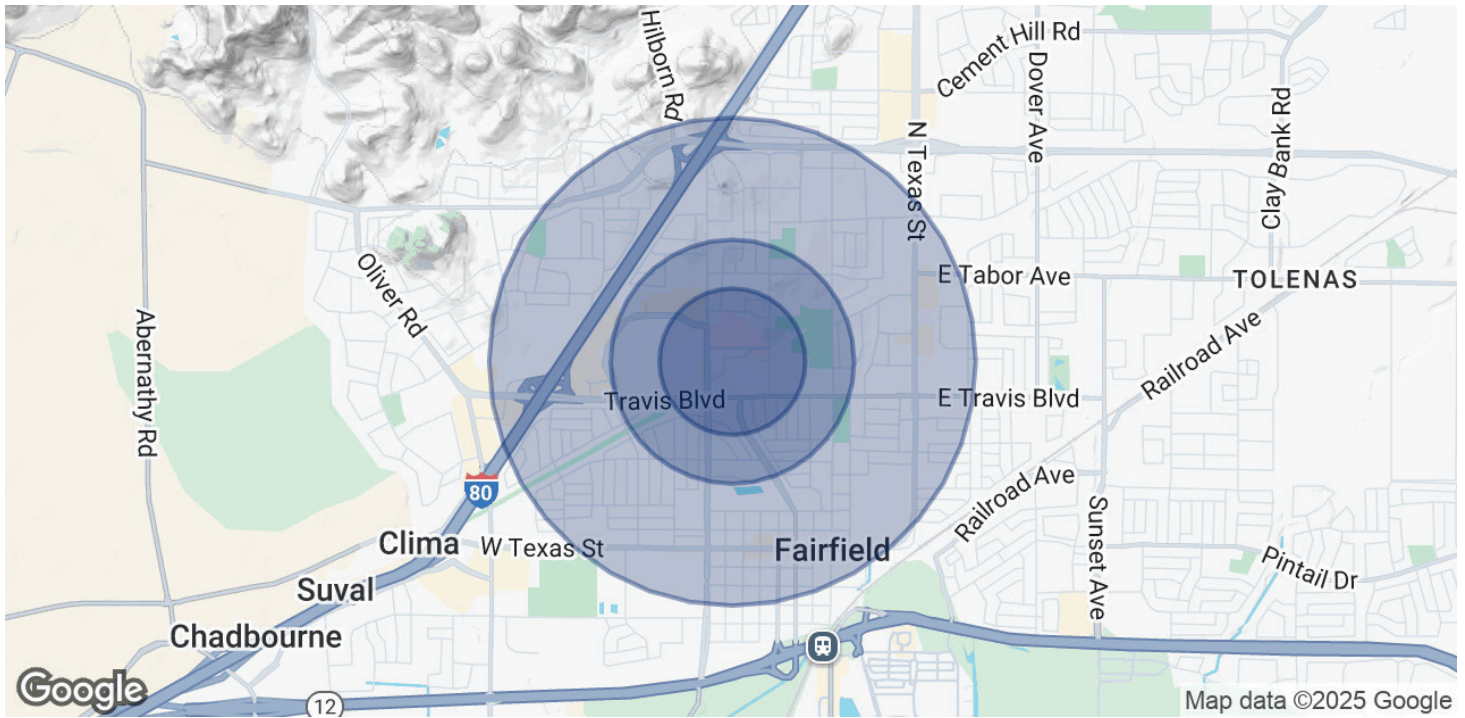 Hilborn Rd
Cement Hill Rd
Dover Ave
Clay Bank Rd
N Texas St
Oliver Rd
E Tabor Ave
TOLENAS
Abernathy Rd
Railroad Ave
Travis Blvd
E Travis Blvd
80
Railroad Ave
Sunset Ave
Clima
W Texas St
Fairfield
Pintail Dr
Suval
Chadbourne
Google
12
Map data ©2025 Google